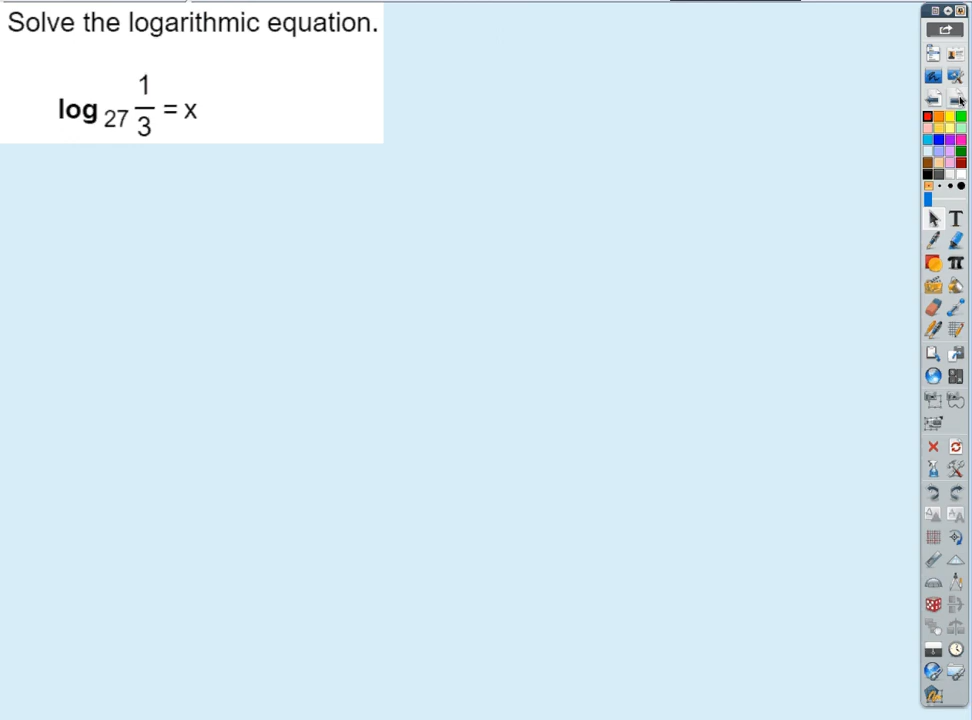 Solve the logarithmic equation.
log 27 1/3 = x